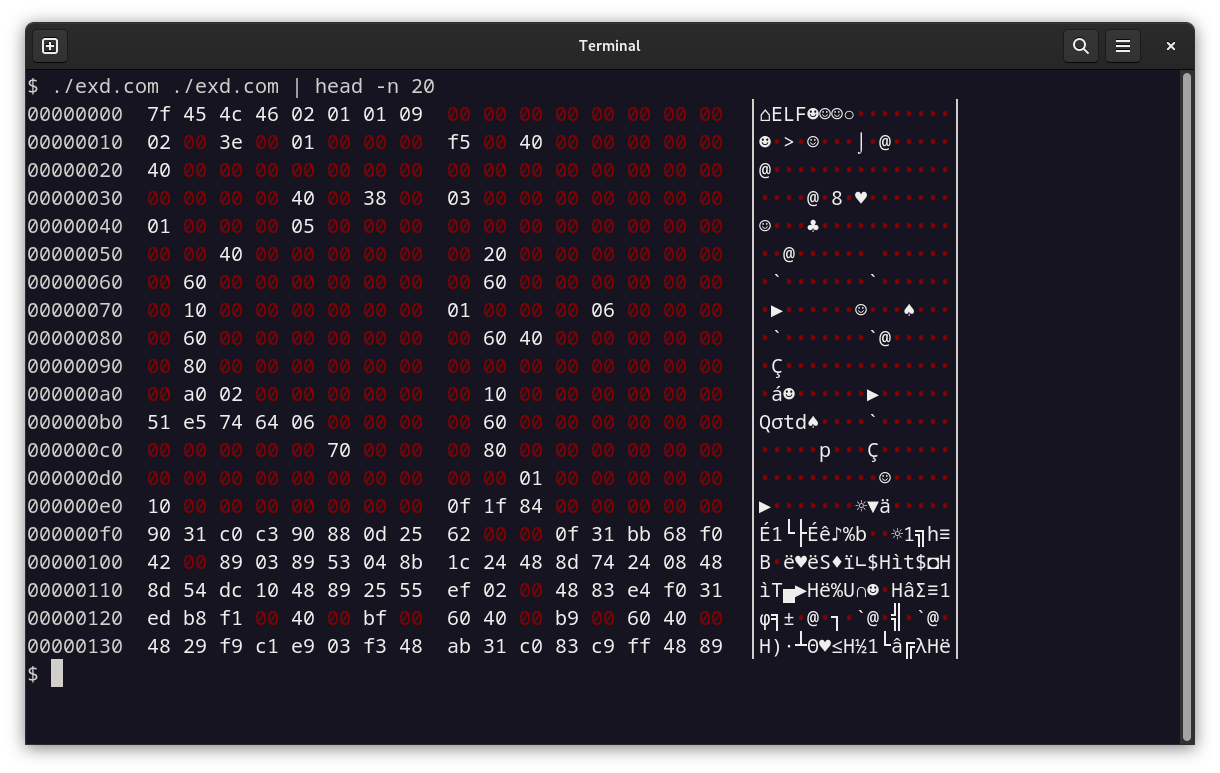 Terminal
$ ./exd.com ./exd.com | head -n 20
00000000  7f 45 4c 46 02 01 01 09  00 00 00 00 00 00 00 00  │⌂ELF☻☺☺○••••••••│
00000010  02 00 3e 00 01 00 00 00  f5 00 40 00 00 00 00 00  │☻•>•☺•••⌡•@•••••│
00000020  40 00 00 00 00 00 00 00  00 00 00 00 00 00 00 00  │@•••••••••••••••│
00000030  00 00 00 00 40 00 38 00  03 00 00 00 00 00 00 00  │••••@•8•♥•••••••│
00000040  01 00 00 00 05 00 00 00  00 00 00 00 00 00 00 00  │☺•••♣•••••••••••│
00000050  00 00 40 00 00 00 00 00  00 20 00 00 00 00 00 00  │••@•••••• ••••••│
00000060  00 60 00 00 00 00 00 00  00 60 00 00 00 00 00 00  │•`•••••••`••••••│
00000070  00 10 00 00 00 00 00 00  01 00 00 00 06 00 00 00  │•►••••••☺•••♠•••│
00000080  00 60 00 00 00 00 00 00  00 60 40 00 00 00 00 00  │•`•••••••`@•••••│
00000090  00 80 00 00 00 00 00 00  00 00 00 00 00 00 00 00  │•Ç••••••••••••••│
000000a0  00 a0 02 00 00 00 00 00  00 10 00 00 00 00 00 00  │•á☻••••••►••••••│
000000b0  51 e5 74 64 06 00 00 00  00 60 00 00 00 00 00 00  │Qσtd♠••••`••••••│
000000c0  00 00 00 00 00 70 00 00  00 80 00 00 00 00 00 00  │•••••p•••Ç••••••│
000000d0  00 00 00 00 00 00 00 00  00 00 01 00 00 00 00 00  │••••••••••☺•••••│
000000e0  10 00 00 00 00 00 00 00  0f 1f 84 00 00 00 00 00  │►•••••••☼▼ä•••••│
000000f0  90 31 c0 c3 90 88 0d 25  62 00 00 0f 31 bb 68 f0  │É1└├Éê♪%b••☼1╗h≡│
00000100  42 00 89 03 89 53 04 8b  1c 24 48 8d 74 24 08 48  │B•ë♥ëS♦ï∟$Hìt$◘H│
00000110  8d 54 dc 10 48 89 25 55  ef 02 00 48 83 e4 f0 31  │ìT▄►Hë%U∩☻•HâΣ≡1│
00000120  ed b8 f1 00 40 00 bf 00  60 40 00 b9 00 60 40 00  │φ╕±•@•┐•`@•╣•`@•│
00000130  48 29 f9 c1 e9 03 f3 48  ab 31 c0 83 c9 ff 48 89  │H)∙┴Θ♥≤H½1└â╔λHë│
$